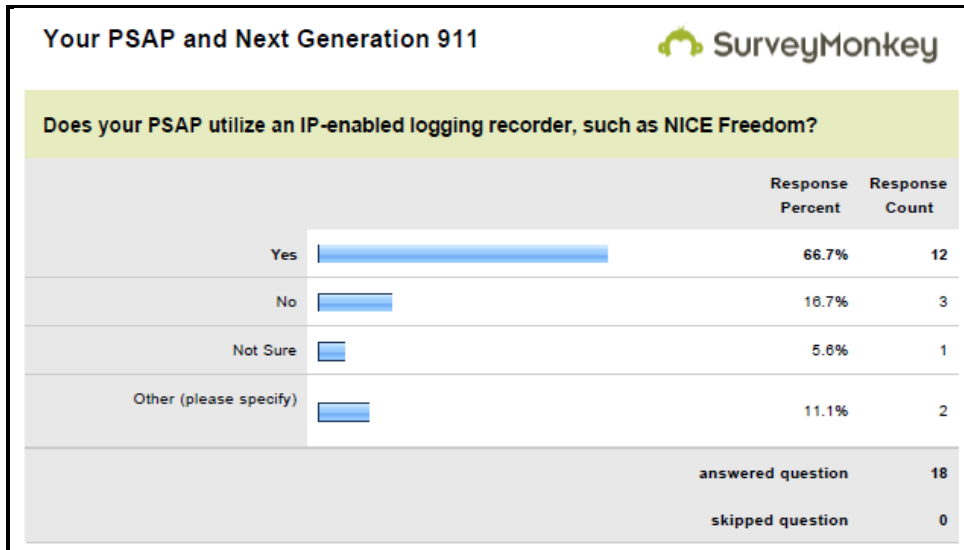 Your PSAP and Next Generation 911
SurveyMonkey
Does your PSAP utilize an IP-enabled logging recorder, such as NICE Freedom?
Response Percent
Response Count
Yes 66.7% 12
No 16.7% 3
Not Sure 5.6% 1
Other (please specify) 11.1% 2
answered question 18
skipped question 0